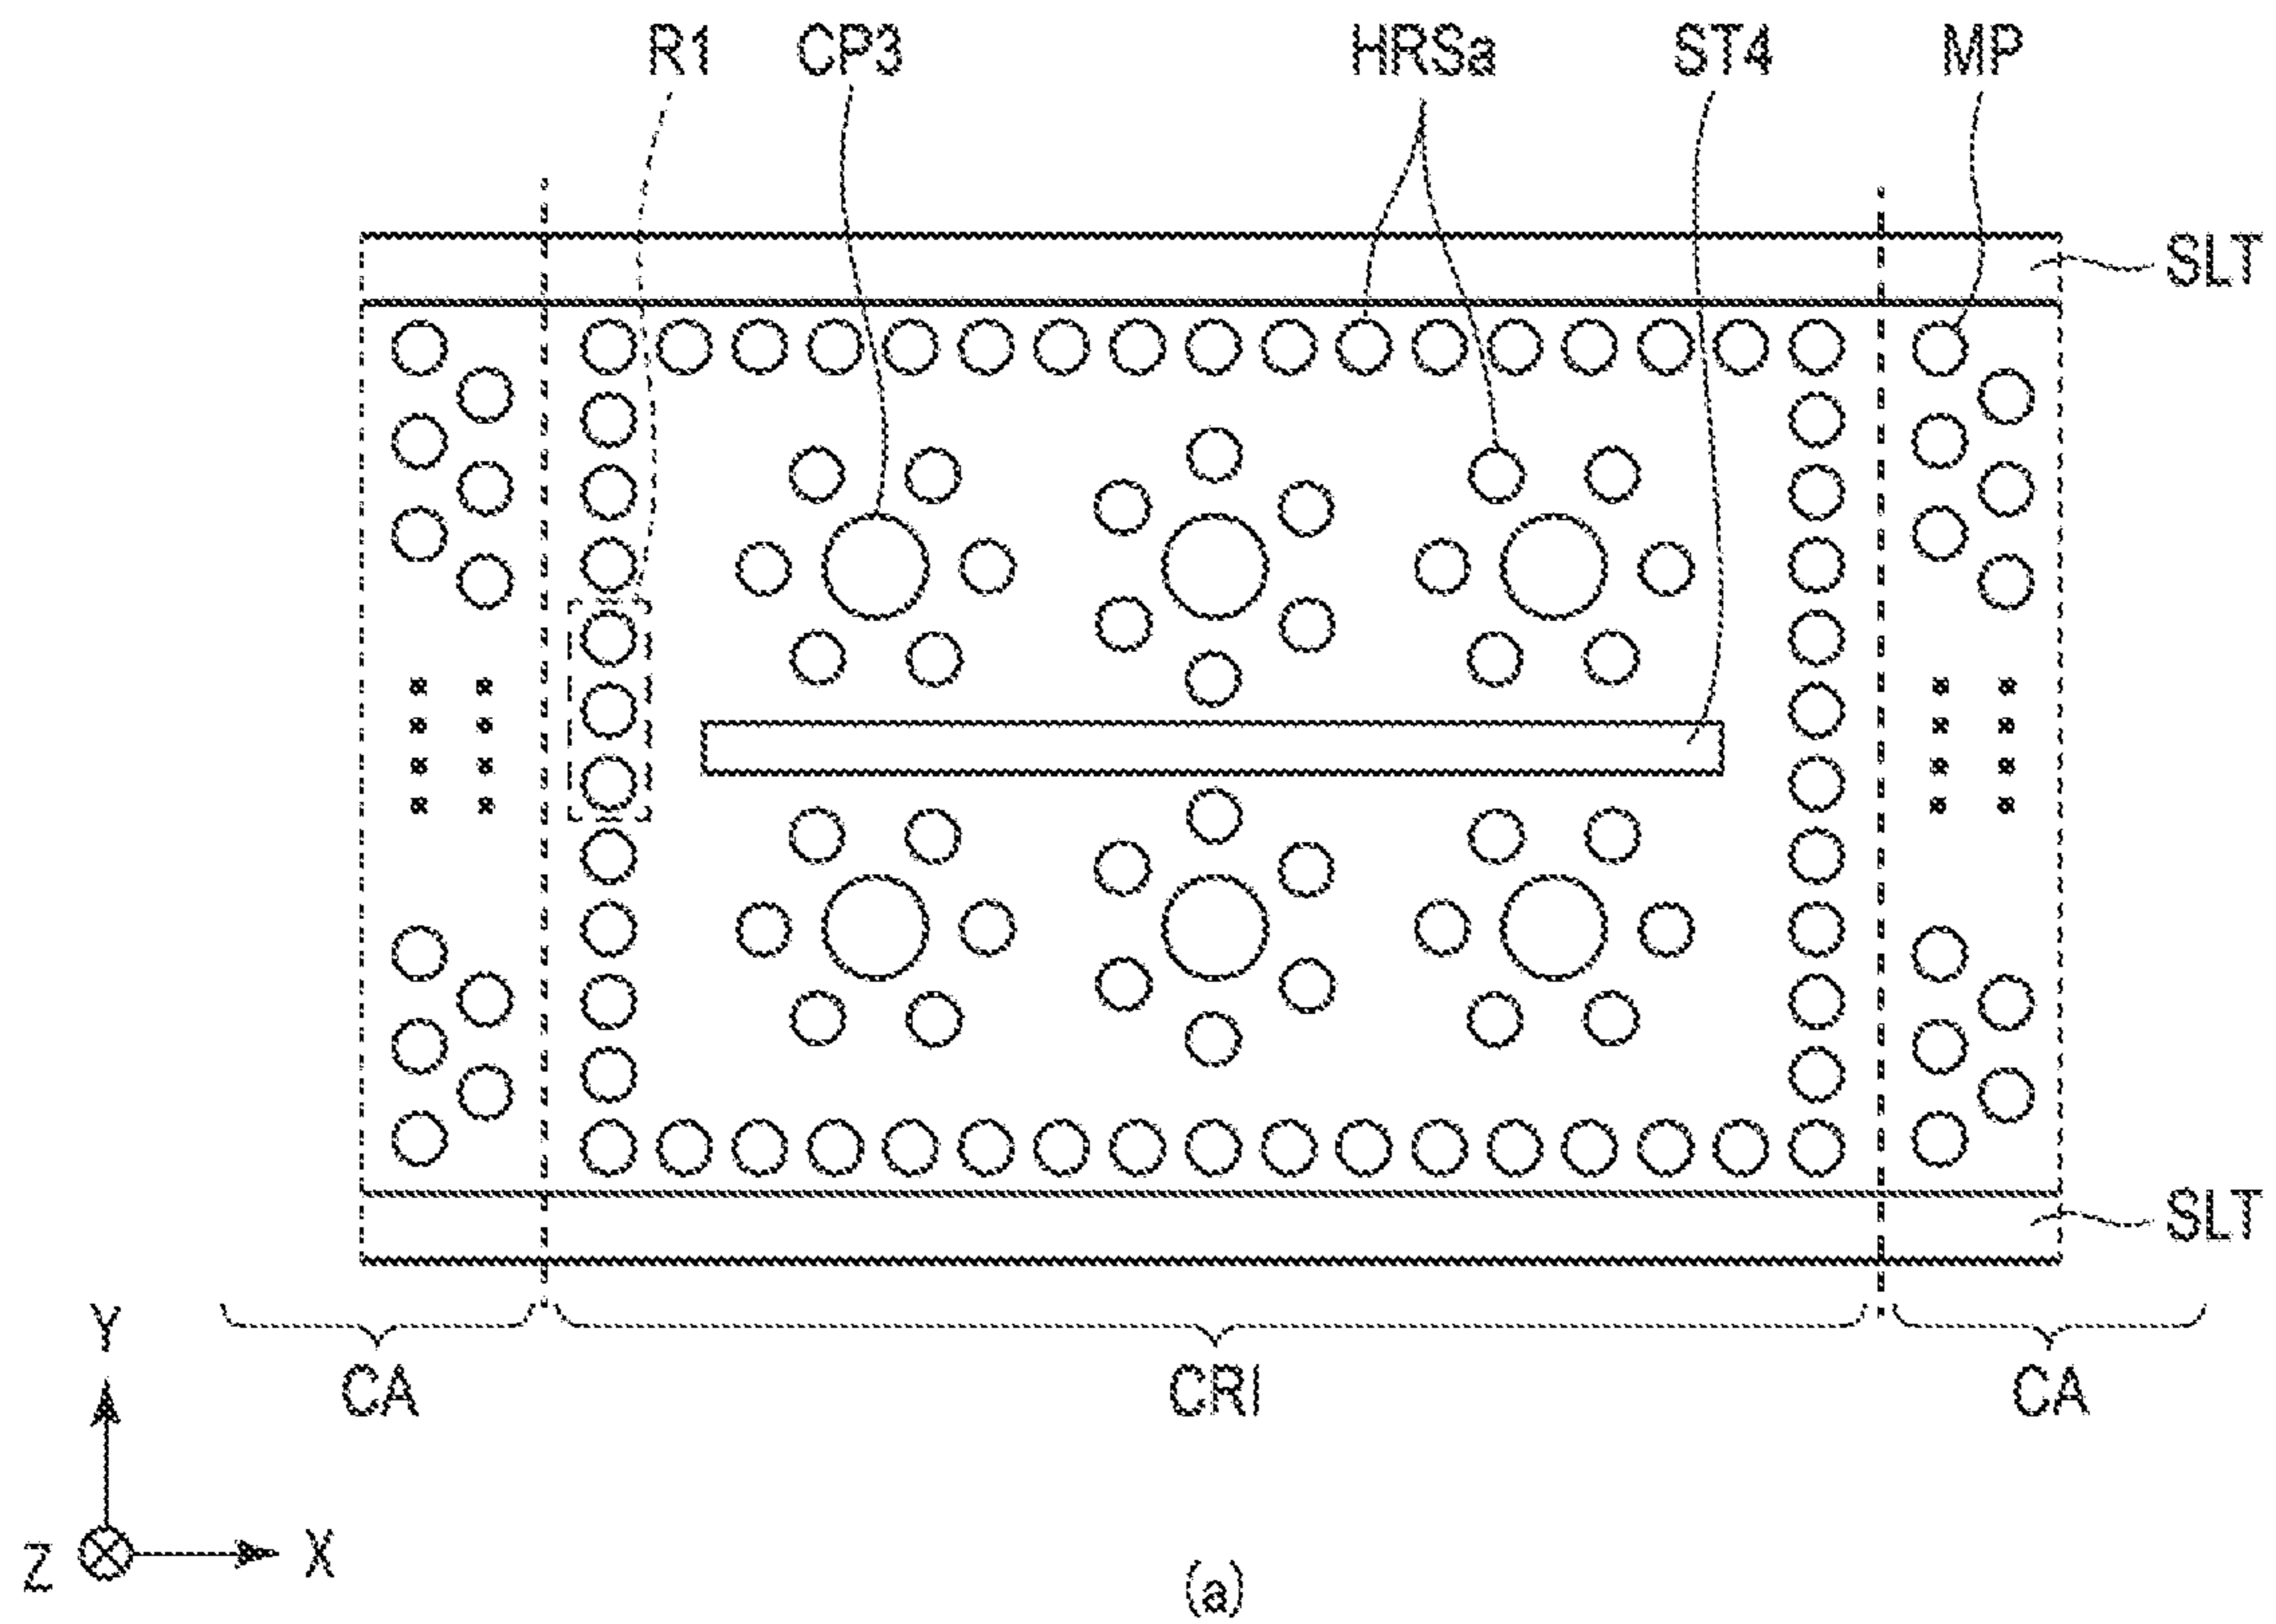 R1 CP3 HRSa ST4 MP
SLT
SLT
CA CRI CA
Y
Z X
(a)